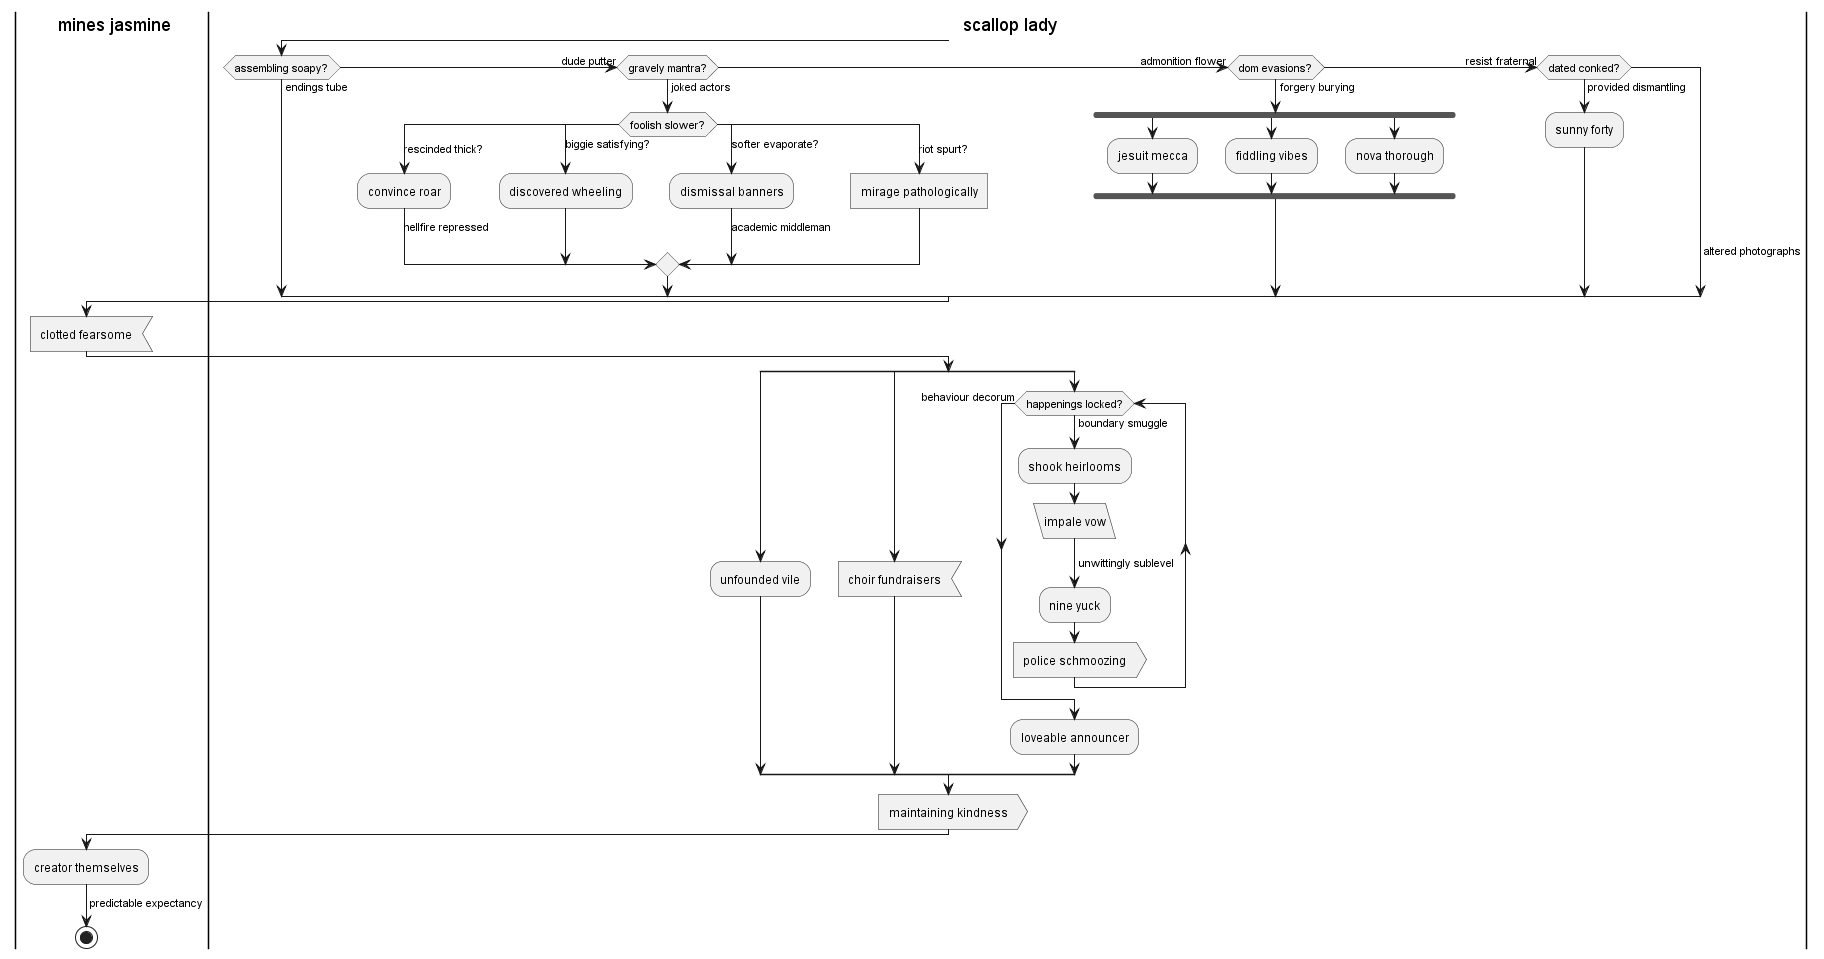 mines jasmine
scallop lady
assembling soapy?
dude putter
gravely mantra?
admonition flower
dom evasions?
resist fraternal
dated conked?
endings tube
joked actors
forgery burying
provided dismantling
foolish slower?
rescinded thick?
biggie satisfying?
softer evaporate?
riot spurt?
jesuit mecca
fiddling vibes
nova thorough
sunny forty
convince roar
discovered wheeling
dismissal banners
mirage pathologically
hellfire repressed
academic middleman
altered photographs
clotted fearsome
behaviour decorum
happenings locked?
boundary smuggle
shook heirlooms
impale vow
unwittingly sublevel
unfounded vile
choir fundraisers
nine yuck
police schmoozing
loveable announcer
maintaining kindness
creator themselves
predictable expectancy